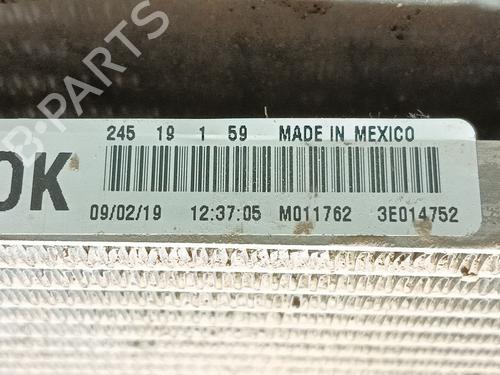 B-PARTS
245 19 1 59 MADE IN MEXICO
OK
09/02/19 12:37:05 M011762 3E014752